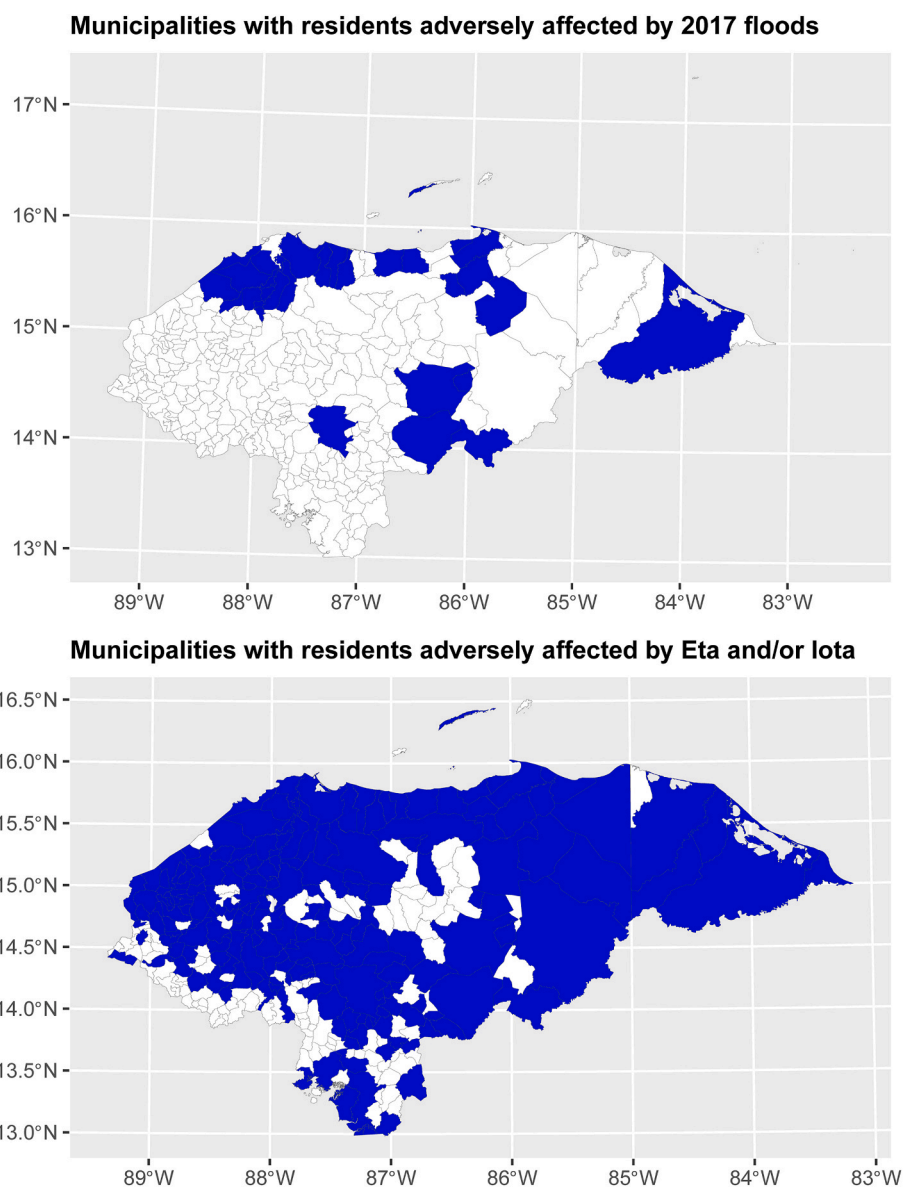 Municipalities with residents adversely affected by 2017 floods
17°N
16°N
15°N
14°N
13°N
89°W 88°W 87°W 86°W 85°W 84°W 83°W
Municipalities with residents adversely affected by Eta and/or Iota
16.5°N
16.0°N
15.5°N
15.0°N
14.5°N
14.0°N
13.5°N
13.0°N
89°W 88°W 87°W 86°W 85°W 84°W 83°W